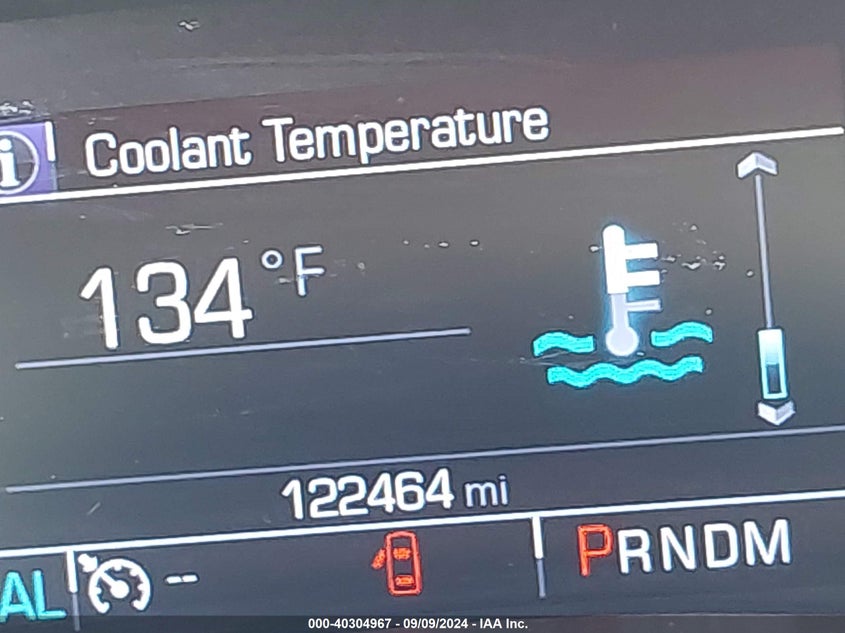 i Coolant Temperature
134 °F
122464 mi
AL -- PRNDM
000-40304967 - 09/09/2024 - IAA Inc.